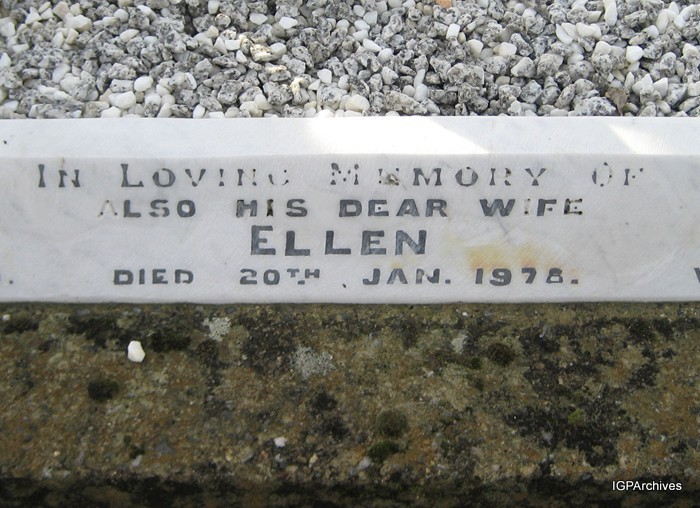 IN LOVING MEMORY OF
ALSO HIS DEAR WIFE
ELLEN
DIED 20TH. JAN. 1978.
IGPArchives